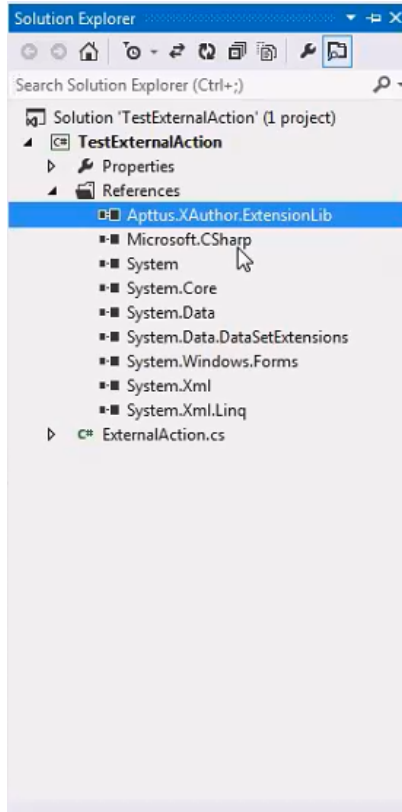 Solution Explorer
Search Solution Explorer (Ctrl+;)
Solution 'TestExternalAction' (1 project)
C# TestExternalAction
Properties
References
Apttus.XAuthor.ExtensionLib
Microsoft.CSharp
System
System.Core
System.Data
System.Data.DataSetExtensions
System.Windows.Forms
System.Xml
System.Xml.Linq
C# ExternalAction.cs